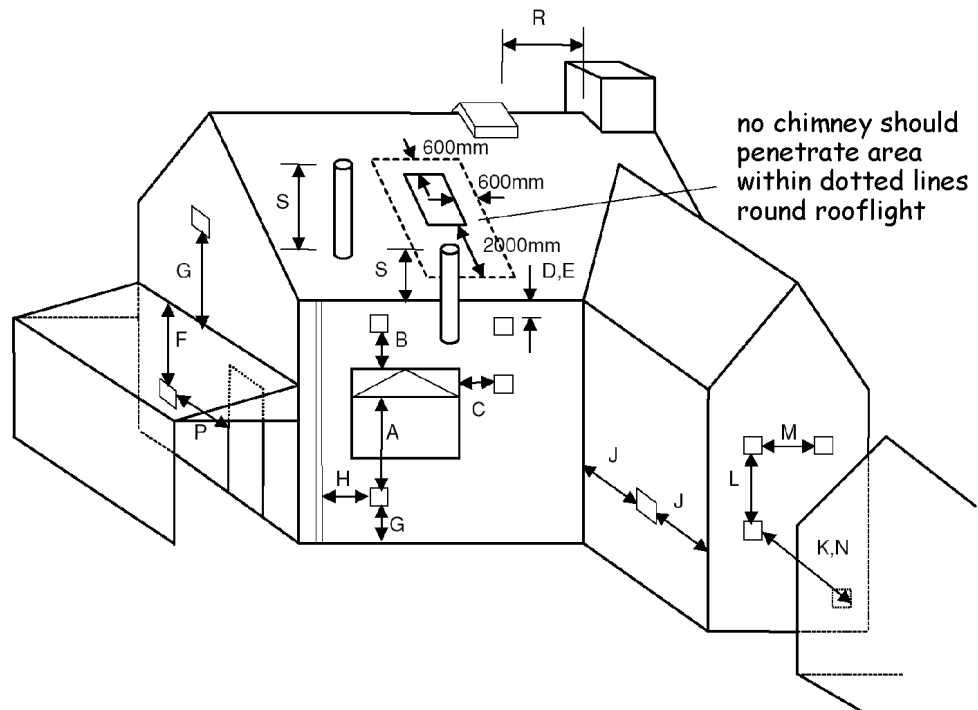 R
no chimney should
penetrate area
within dotted lines
round rooflight
600mm
600mm
S
2000mm
G
S
D,E
F
B
C
P
A
M
J
L
H
J
G
K,N